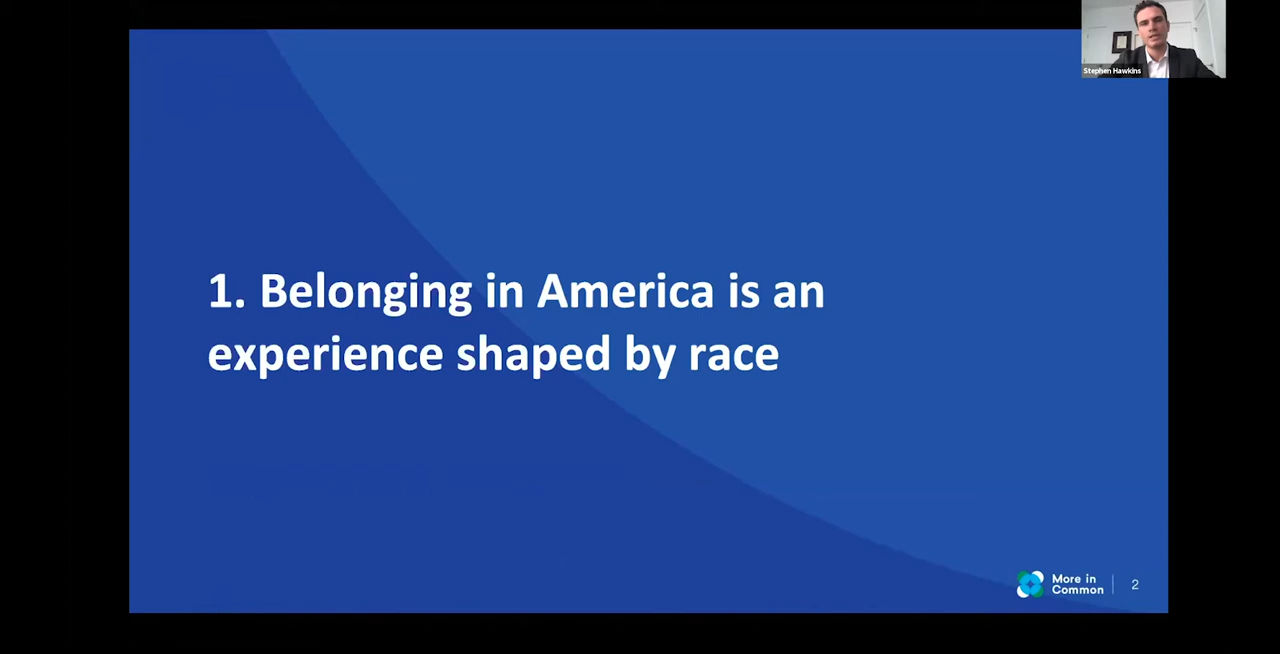 Stephen Hawkins
1. Belonging in America is an
experience shaped by race
More in
Common
2